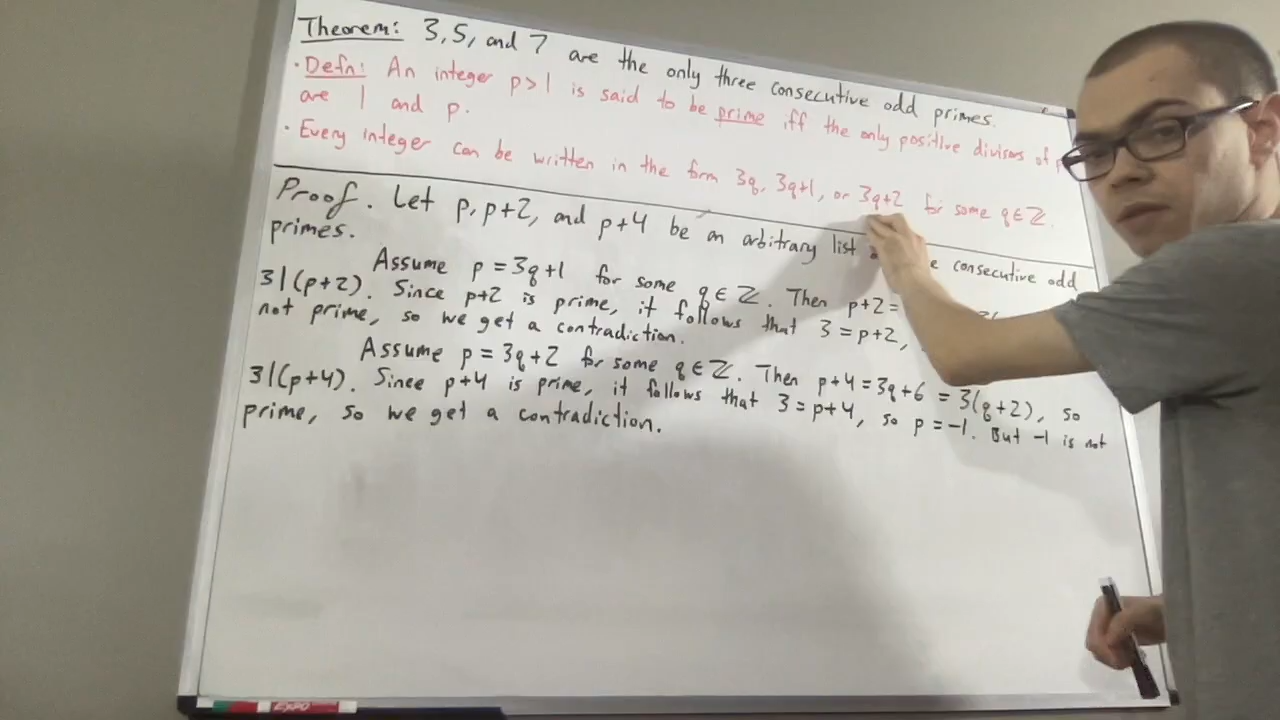 Theorem: 3, 5, and 7 are the only three consecutive odd primes.
· Defn: An integer p>1 is said to be prime iff the only positive divisors of
are 1 and p.
· Every integer can be written in the form 3q, 3q+1, or 3q+2 for some q∈ℤ.
Proof. Let p, p+2, and p+4 be an arbitrary list consecutive odd
primes.
Assume p = 3q+1 for some q∈ℤ. Then p+2 =
3|(p+2). Since p+2 is prime, it follows that 3 = p+2,
not prime, so we get a contradiction.
Assume p = 3q+2 for some q∈ℤ. Then p+4 = 3q+6 = 3(q+2), so
3|(p+4). Since p+4 is prime, it follows that 3 = p+4, so p = -1. But -1 is not
prime, so we get a contradiction.
EXPO